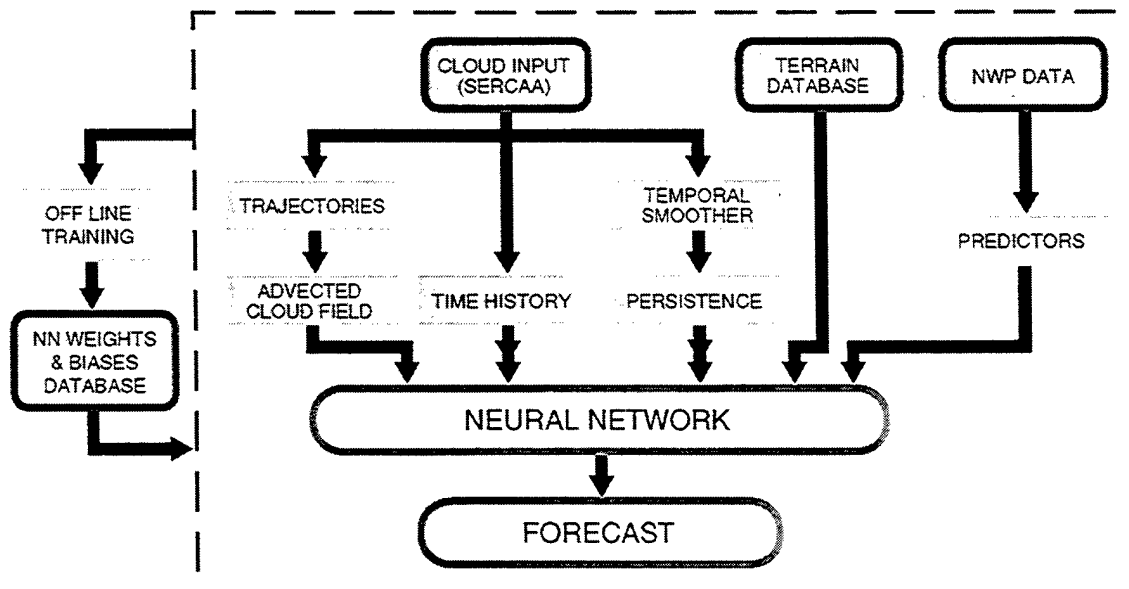 CLOUD INPUT
(SERCAA)
TERRAIN
DATABASE
NWP DATA
OFF LINE
TRAINING
TRAJECTORIES
TEMPORAL
SMOOTHER
PREDICTORS
ADVECTED
CLOUD FIELD
TIME HISTORY
PERSISTENCE
NN WEIGHTS
& BIASES
DATABASE
NEURAL NETWORK
FORECAST